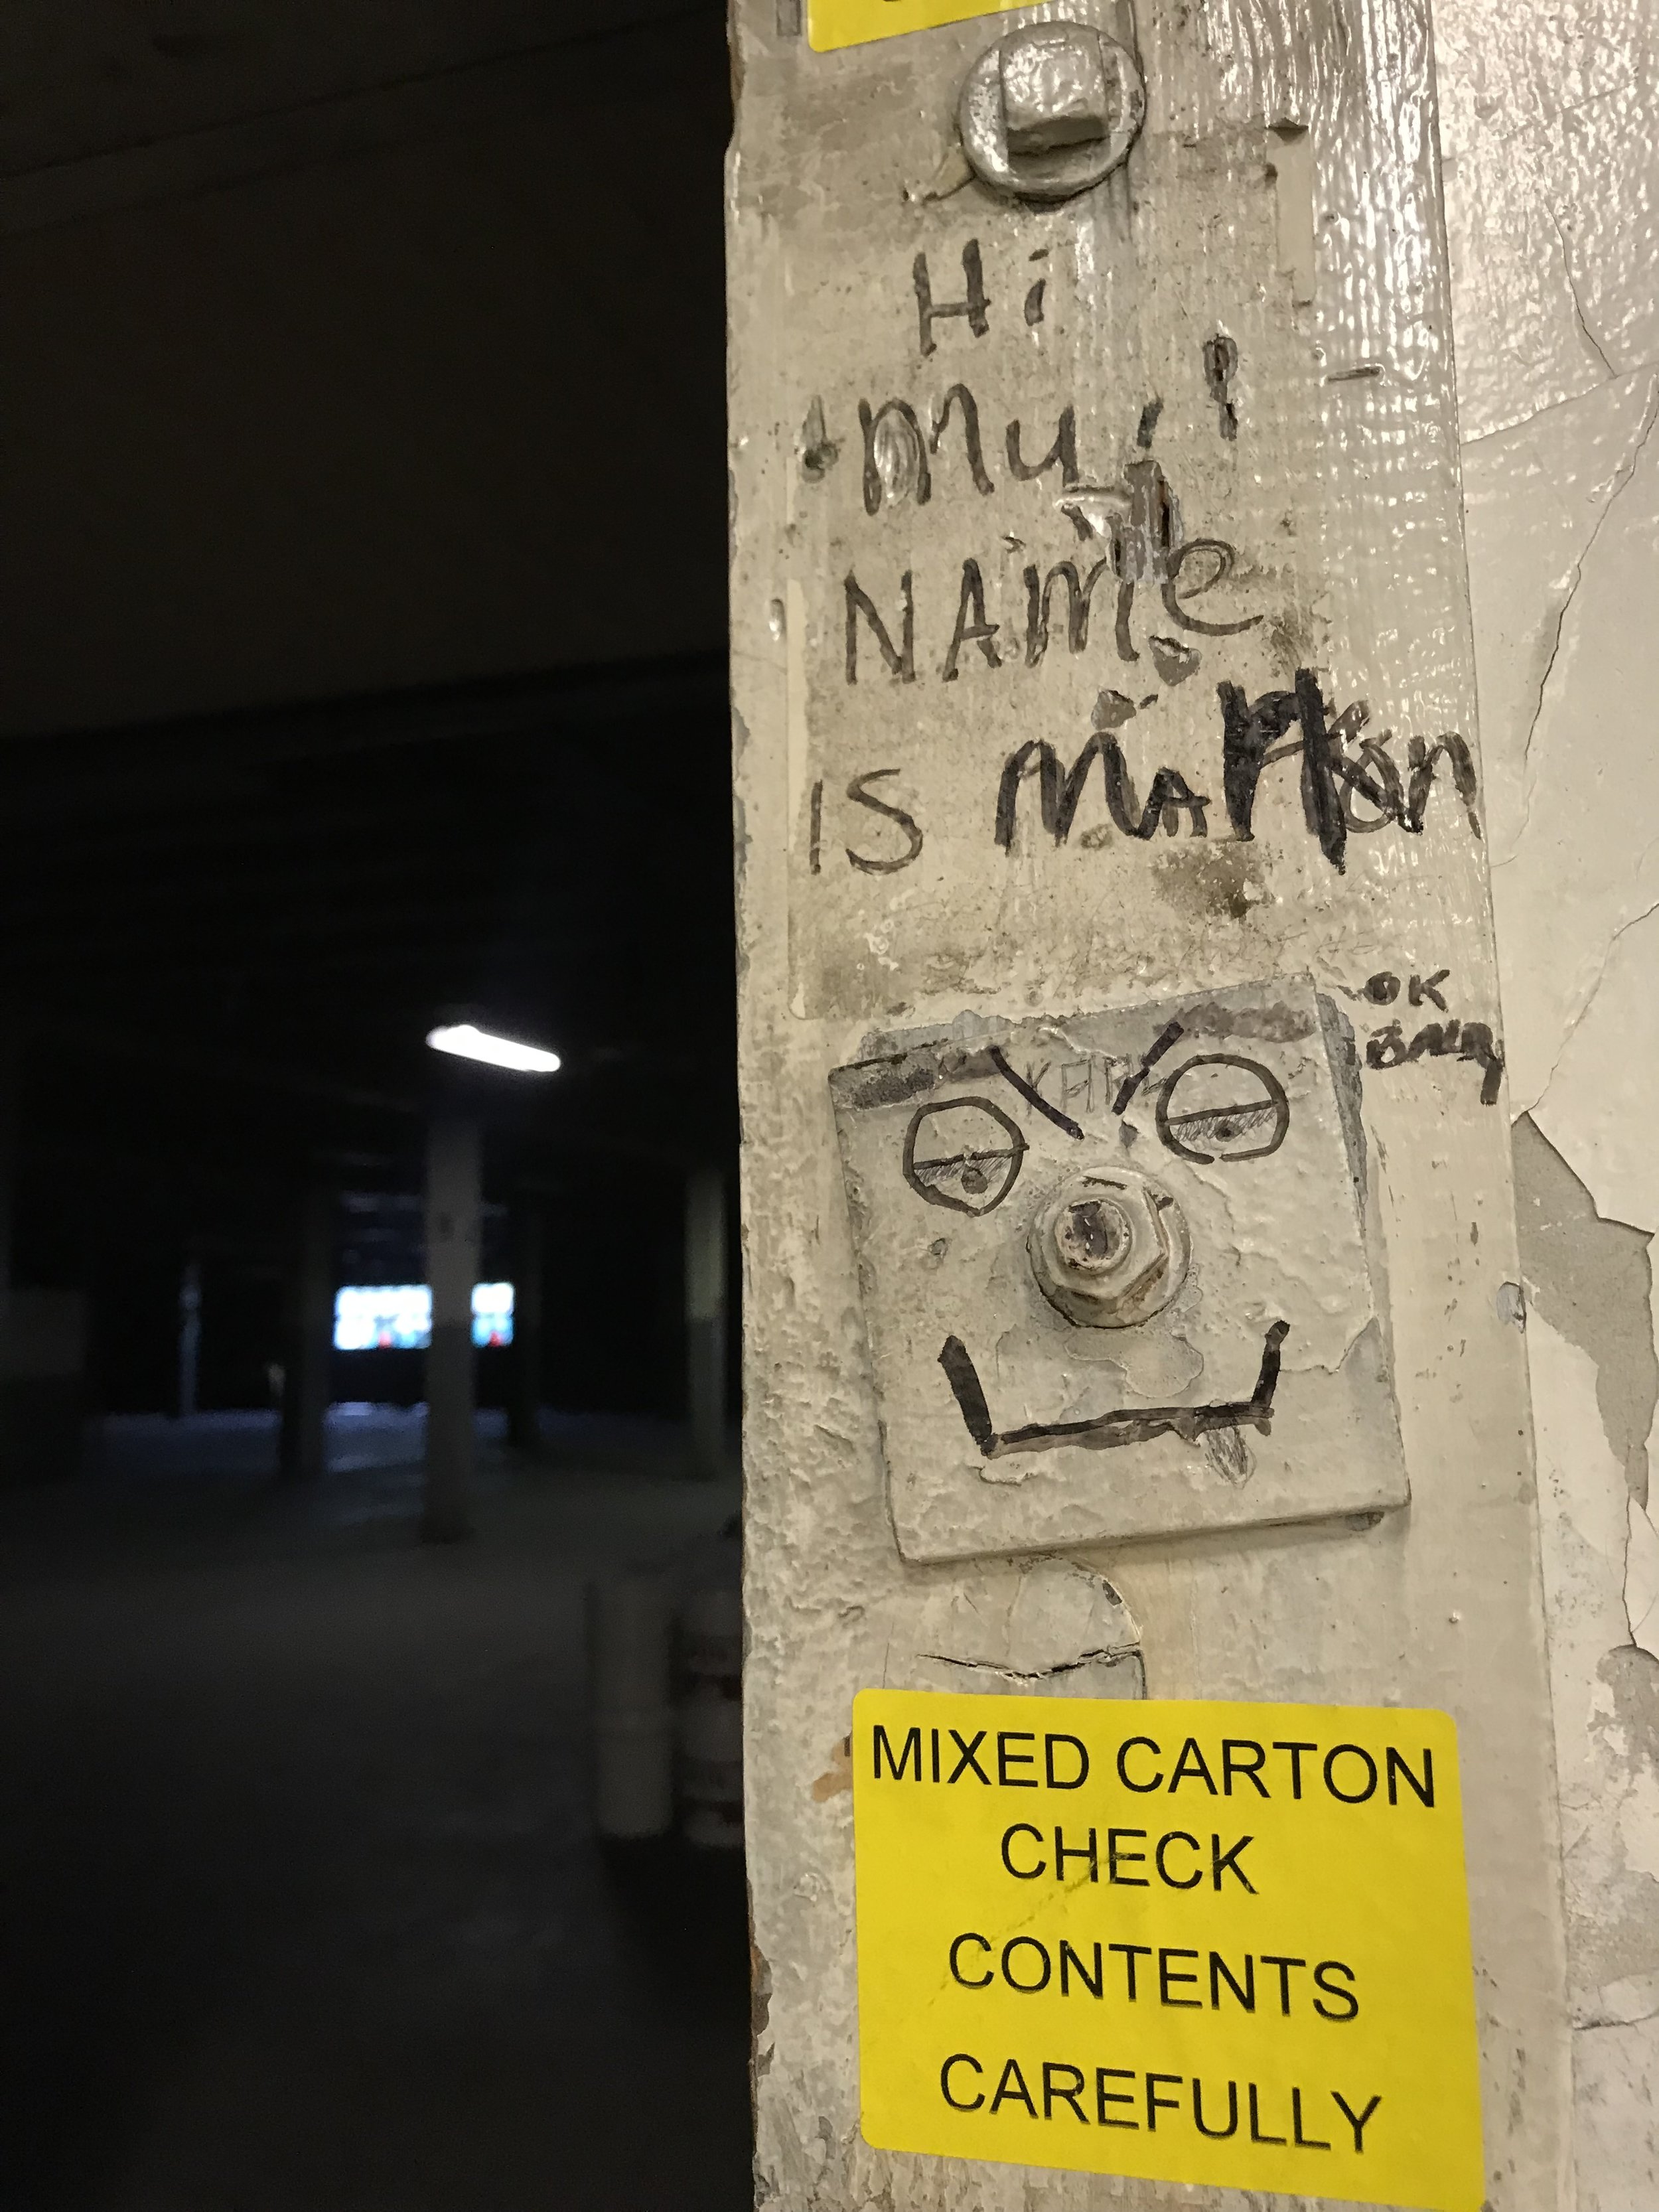 Hi
My
NAMe
IS
OK
MIXED CARTON
CHECK
CONTENTS
CAREFULLY